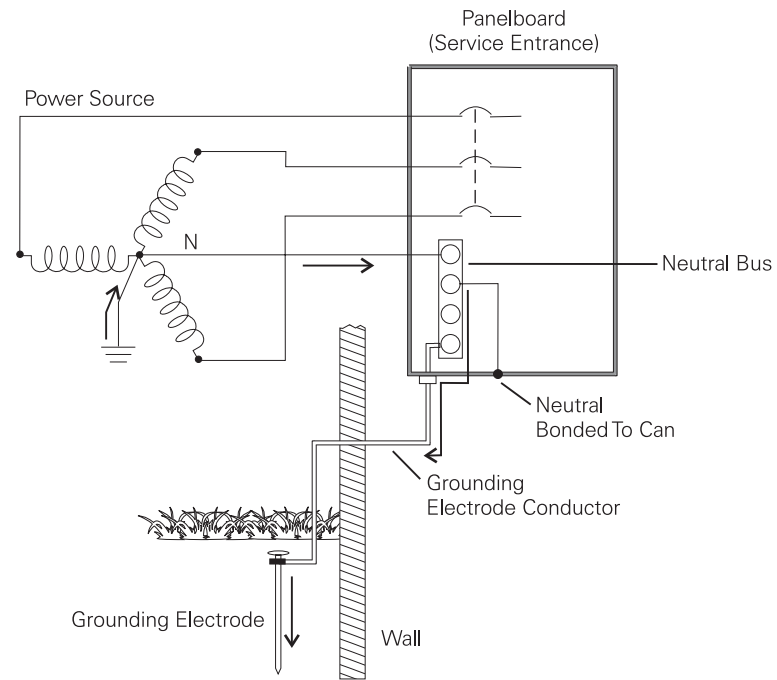 Panelboard
(Service Entrance)
Power Source
N
Neutral Bus
Neutral
Bonded To Can
Grounding
Electrode Conductor
Grounding Electrode
Wall